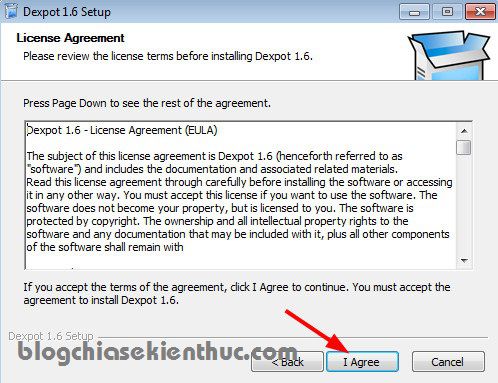 Dexpot 1.6 Setup
License Agreement
Please review the license terms before installing Dexpot 1.6.
Press Page Down to see the rest of the agreement.
Dexpot 1.6 - License Agreement (EULA)
The subject of this license agreement is Dexpot 1.6 (henceforth referred to as
"software") and includes the documentation and associated related materials.
Read this license agreement through carefully before installing the software or accessing
it in any other way. You must accept this license if you want to use the software. The
software does not become your property, but is licensed to you. The software is
protected by copyright. The ownership and all intellectual property rights to the
software and any documentation that may be included with it, plus all other components
of the software shall remain with
If you accept the terms of the agreement, click I Agree to continue. You must accept the
agreement to install Dexpot 1.6.
Dexpot 1.6 Setup
blogchiasekienthuc.com
< Back I Agree Cancel